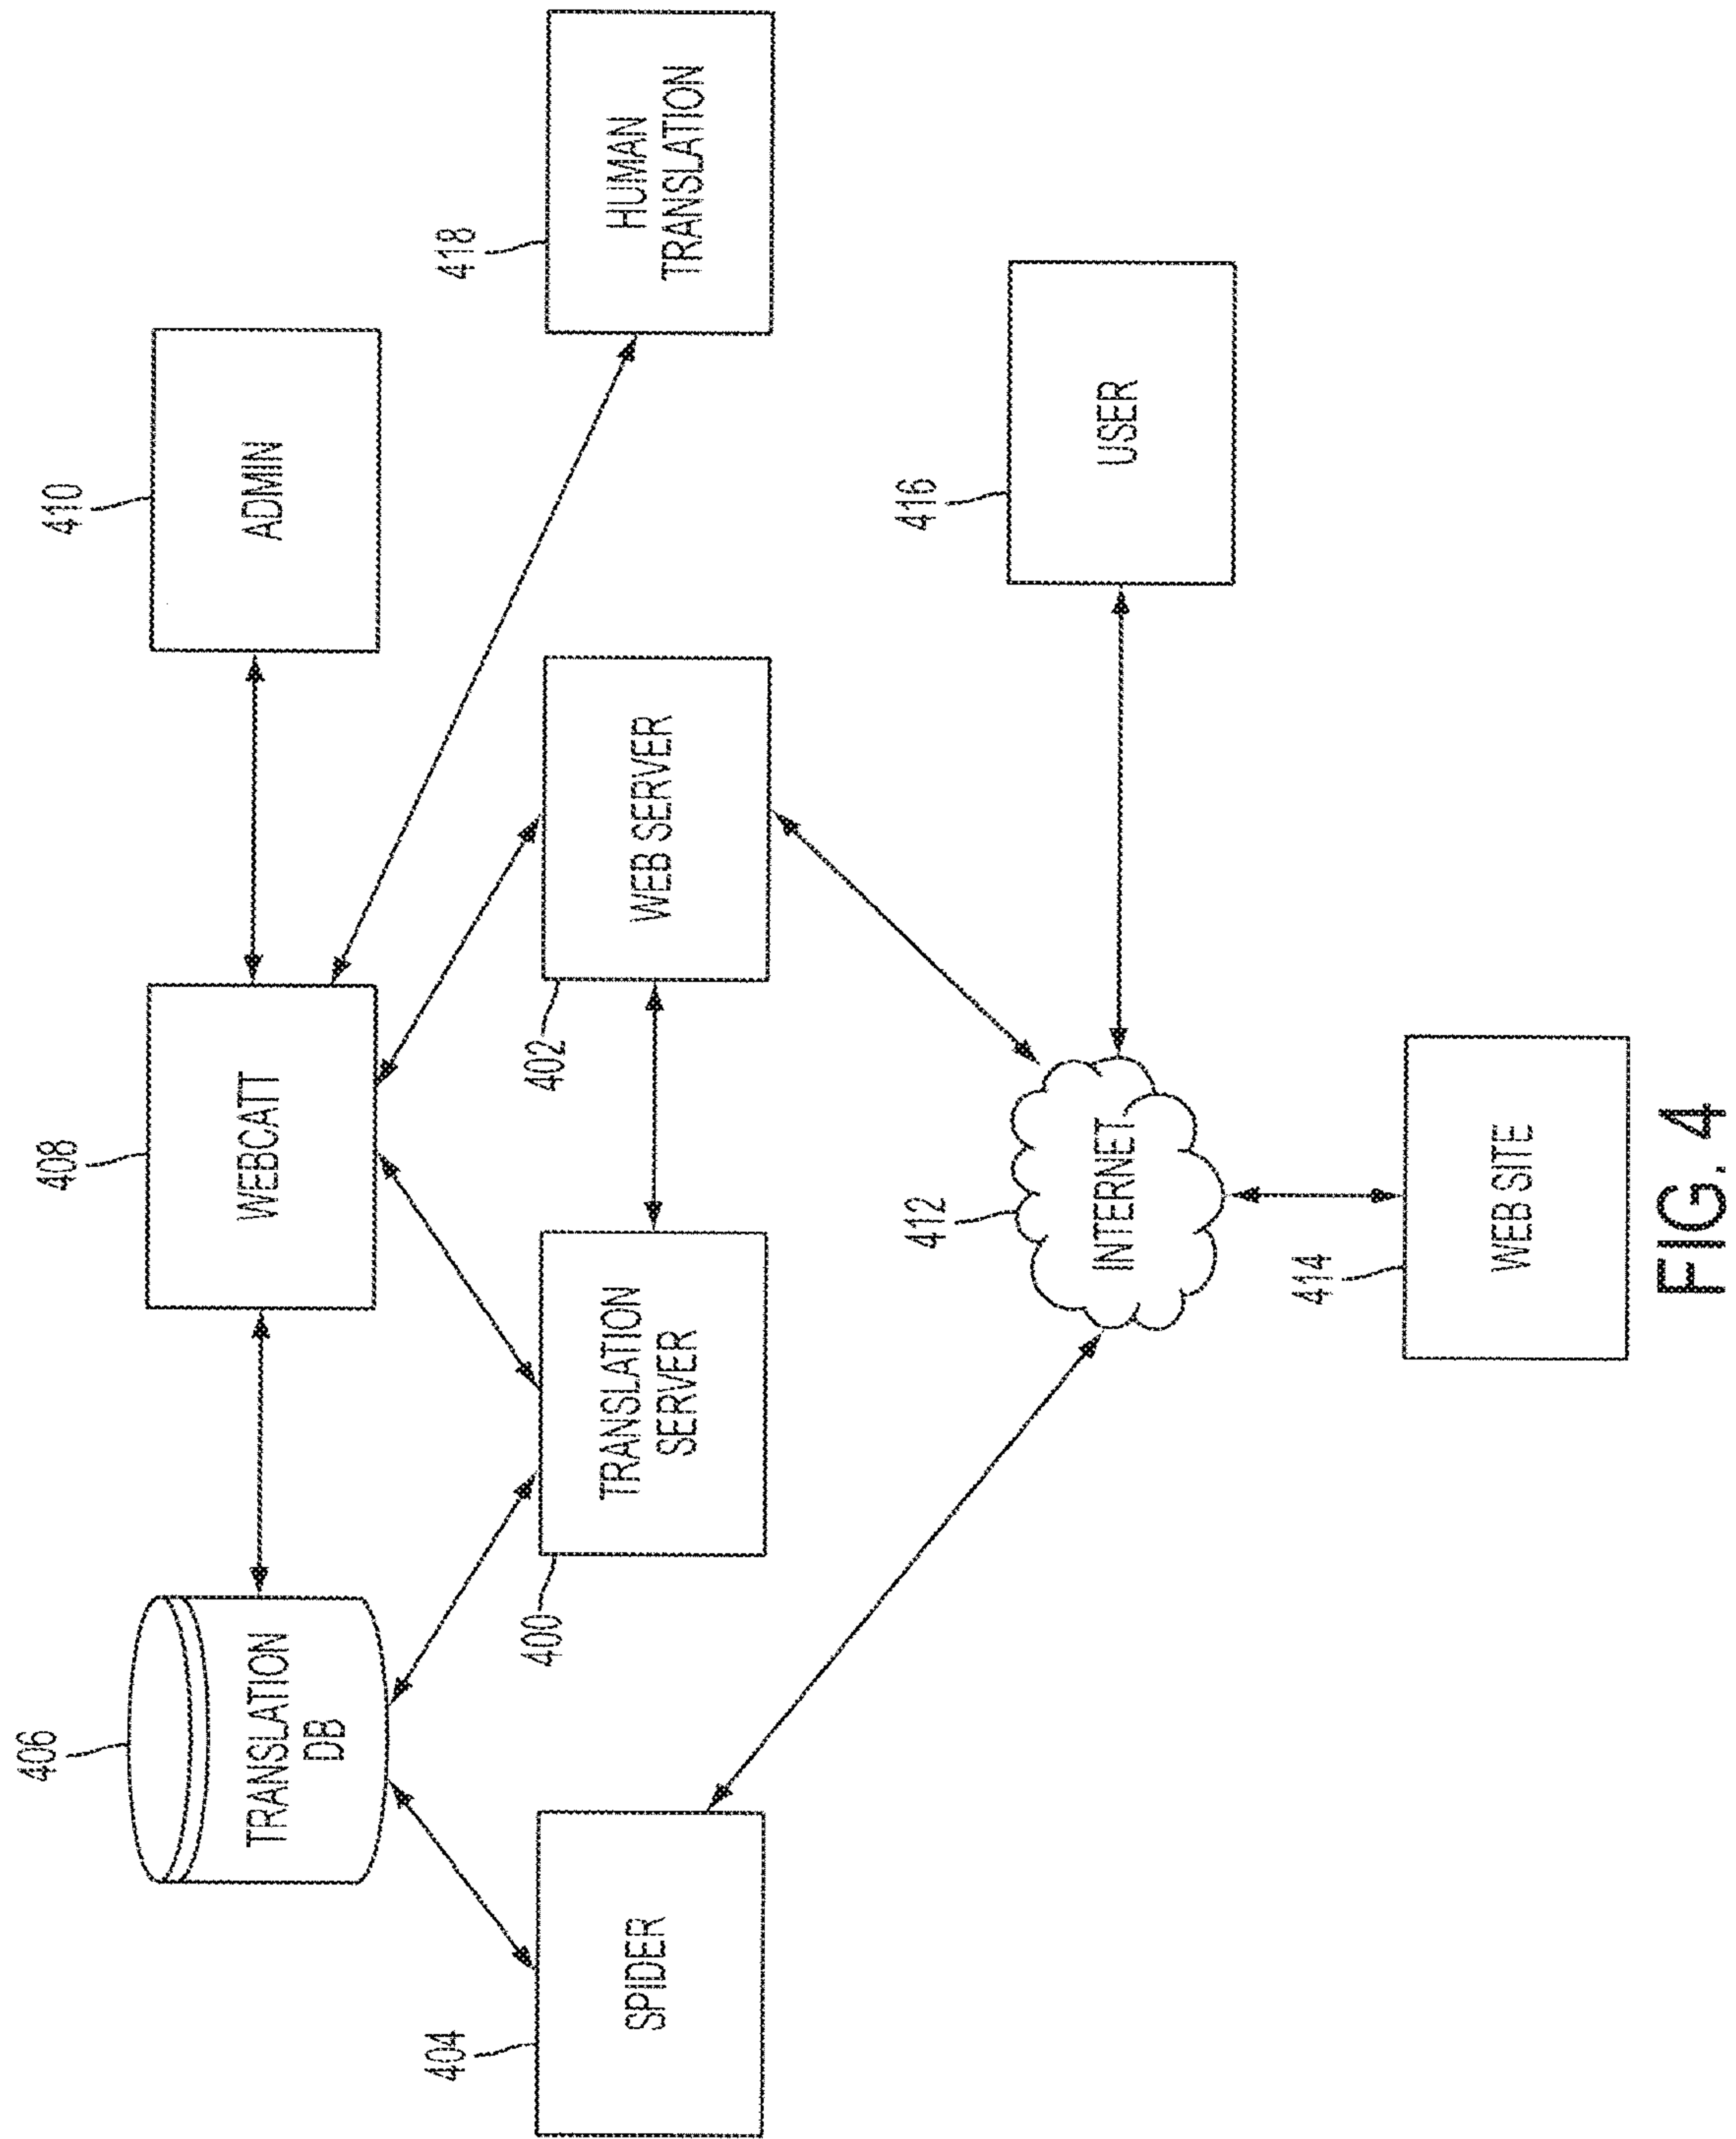 406
TRANSLATION
DB
408
WEBCATT
410
ADMIN
404
SPIDER
400
TRANSLATION
SERVER
402
WEB SERVER
418
HUMAN
TRANSLATION
412
INTERNET
416
USER
414
WEB SITE
FIG. 4